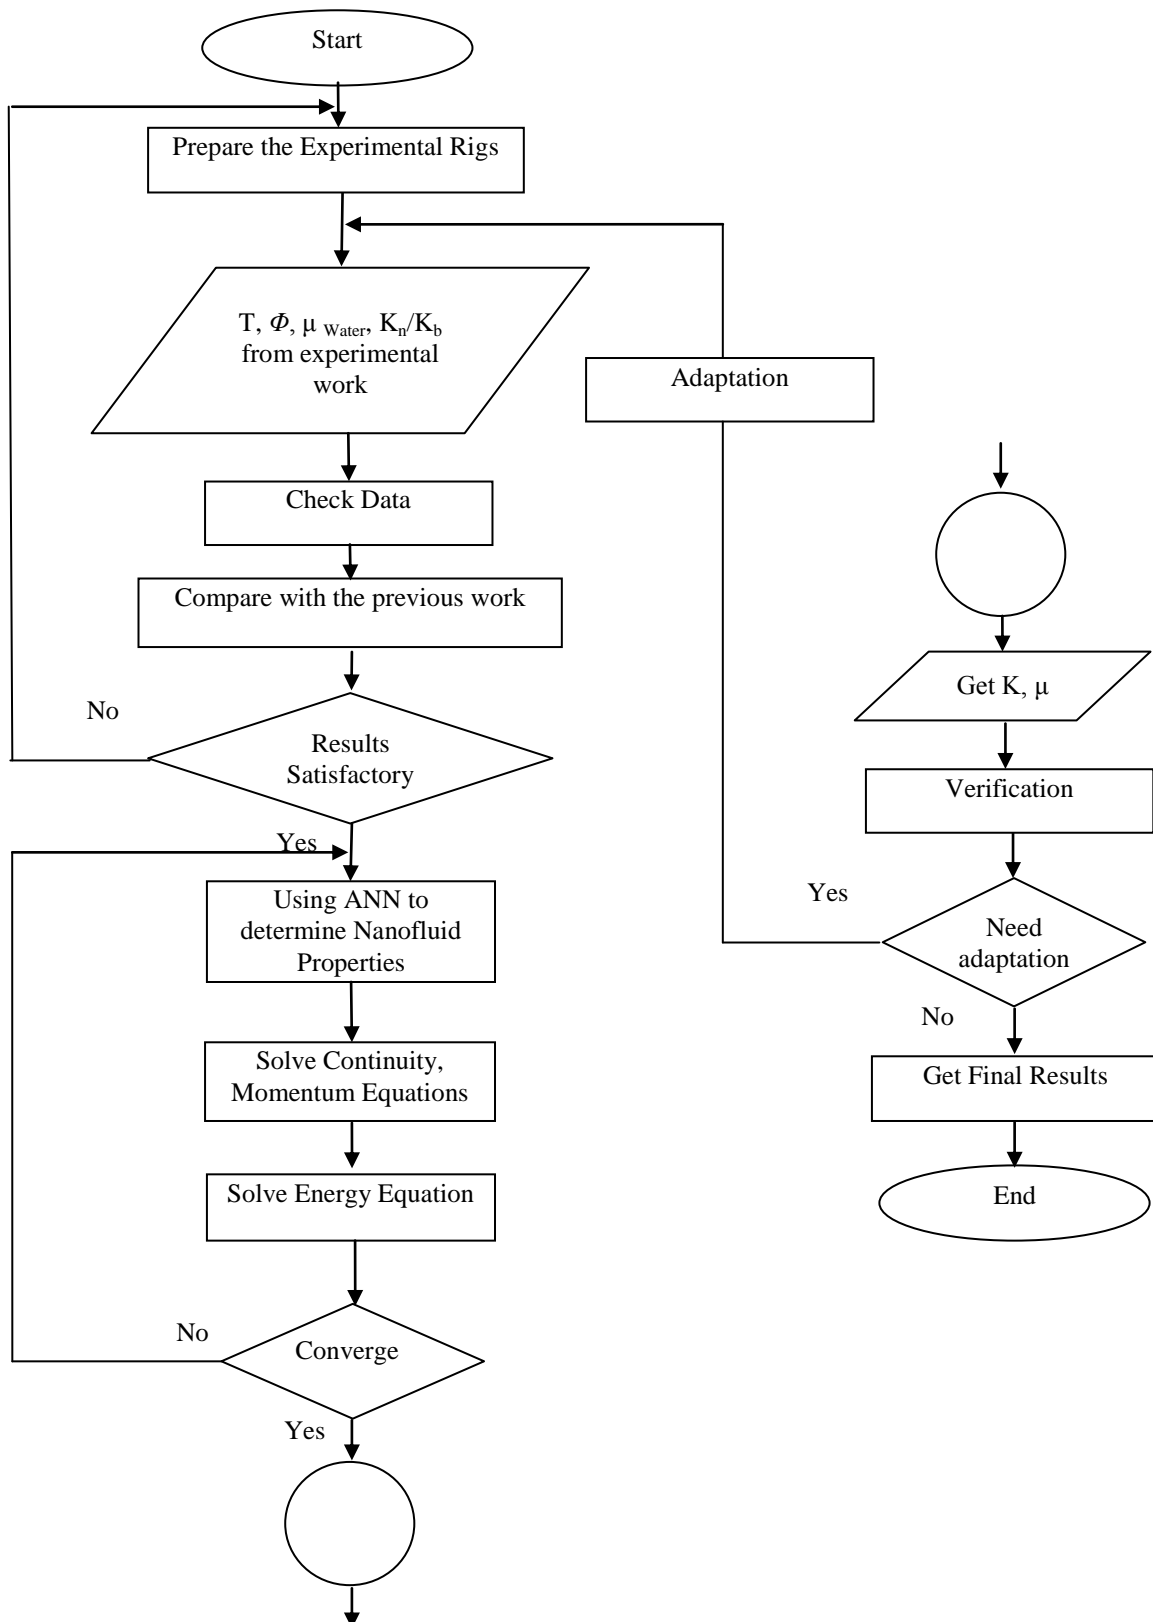 Start
Prepare the Experimental Rigs
T, Φ, μ Water, Kn/Kb
from experimental
work
Check Data
Compare with the previous work
No
Results
Satisfactory
Yes
Using ANN to
determine Nanofluid
Properties
Solve Continuity,
Momentum Equations
Solve Energy Equation
No
Converge
Yes
Adaptation
Get K, μ
Verification
Yes
Need
adaptation
No
Get Final Results
End